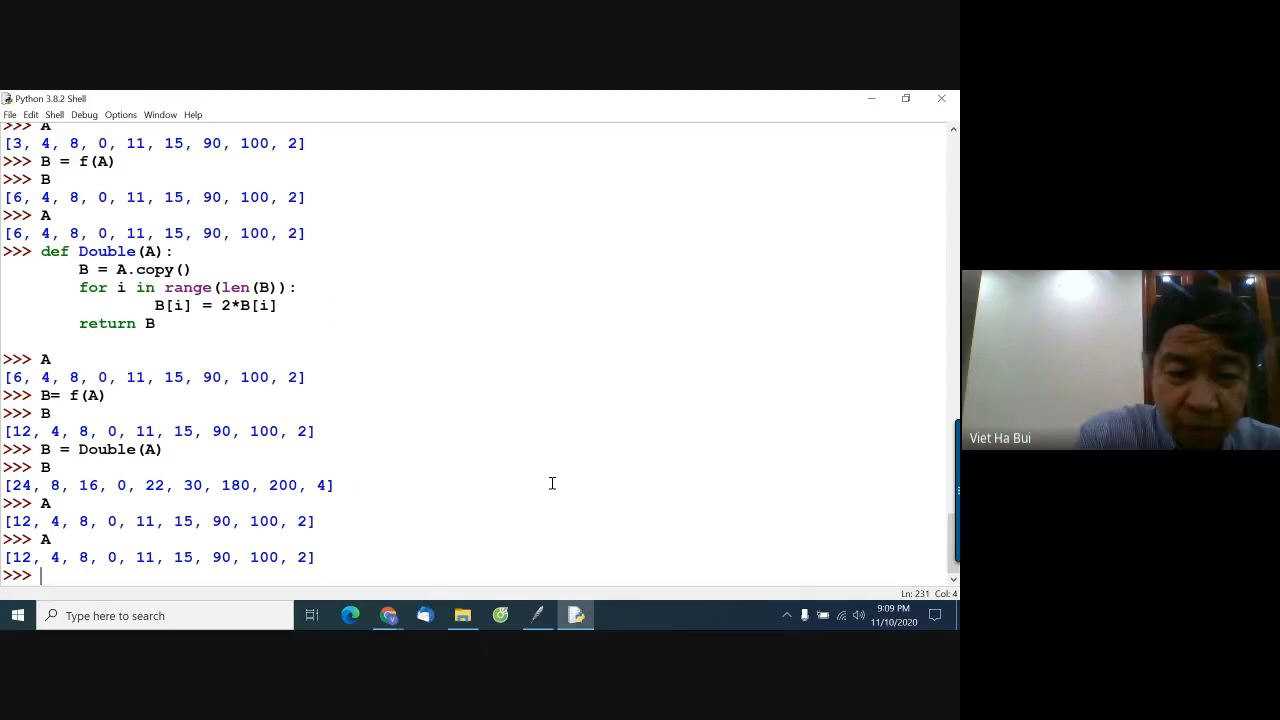 Python 3.8.2 Shell
File Edit Shell Debug Options Window Help
>>> A
[3, 4, 8, 0, 11, 15, 90, 100, 2]
>>> B = f(A)
>>> B
[6, 4, 8, 0, 11, 15, 90, 100, 2]
>>> A
[6, 4, 8, 0, 11, 15, 90, 100, 2]
>>> def Double(A):
        B = A.copy()
        for i in range(len(B)):
                B[i] = 2*B[i]
        return B
>>> A
[6, 4, 8, 0, 11, 15, 90, 100, 2]
>>> B= f(A)
>>> B
[12, 4, 8, 0, 11, 15, 90, 100, 2]
>>> B = Double(A)
>>> B
[24, 8, 16, 0, 22, 30, 180, 200, 4]
>>> A
[12, 4, 8, 0, 11, 15, 90, 100, 2]
>>> A
[12, 4, 8, 0, 11, 15, 90, 100, 2]
>>>
Ln: 231 Col: 4
Type here to search
9:09 PM
11/10/2020
Viet Ha Bui